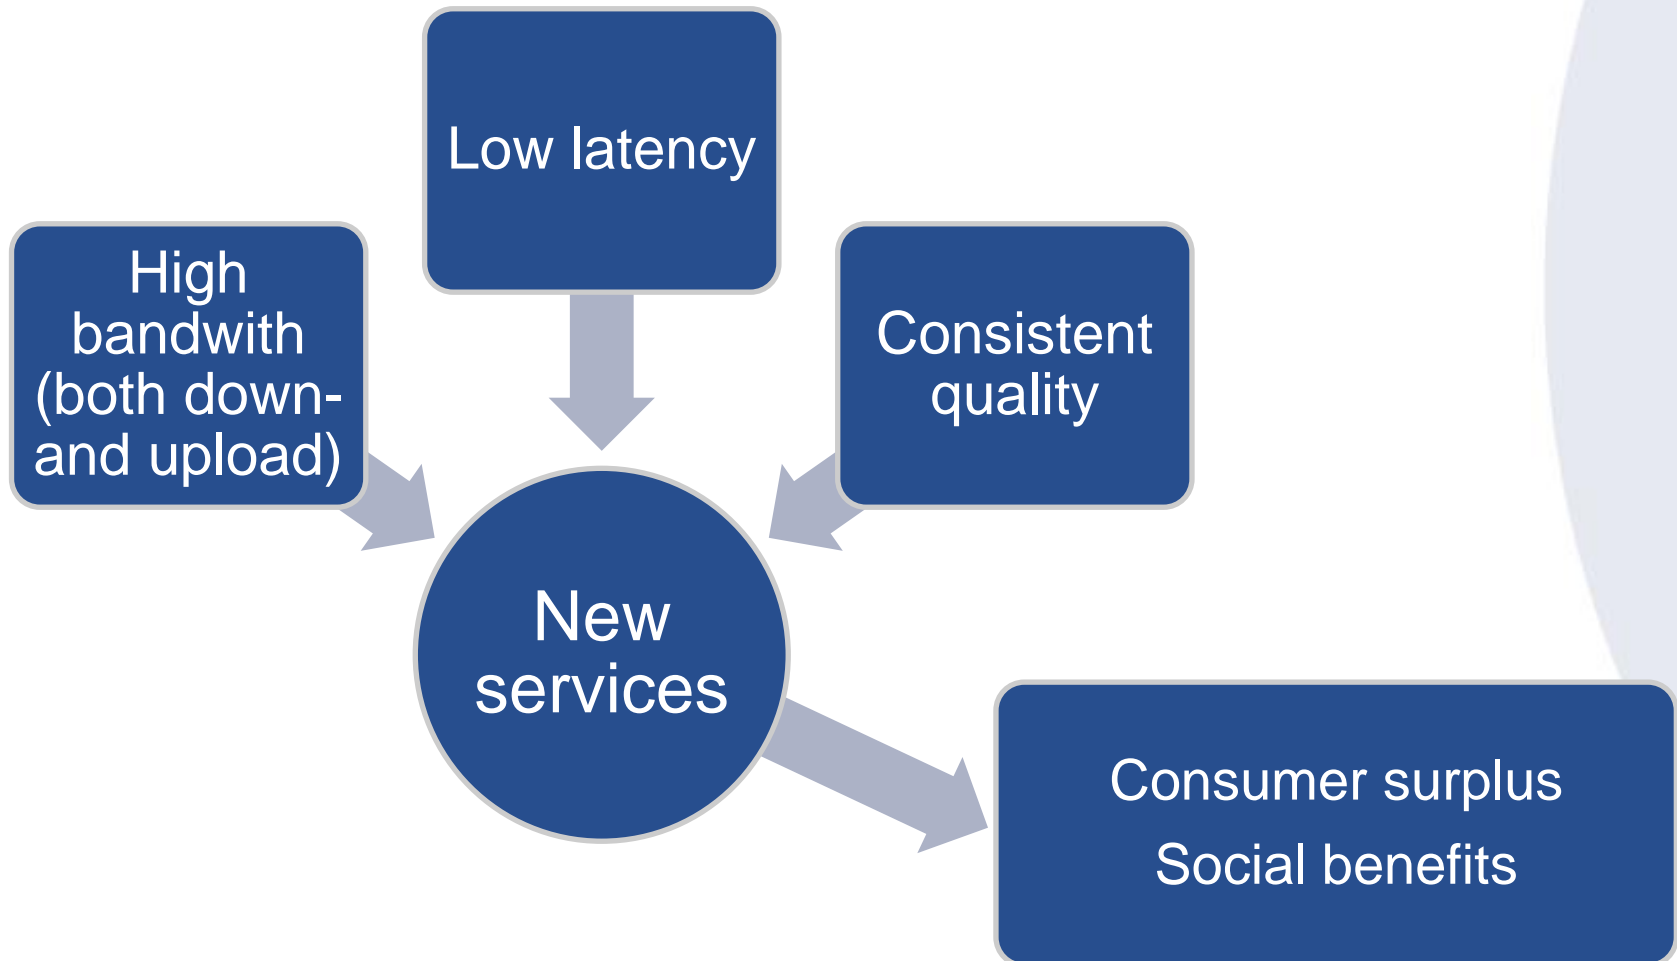 Low latency
High
bandwith
(both down-
and upload)
Consistent
quality
New
services
Consumer surplus
Social benefits